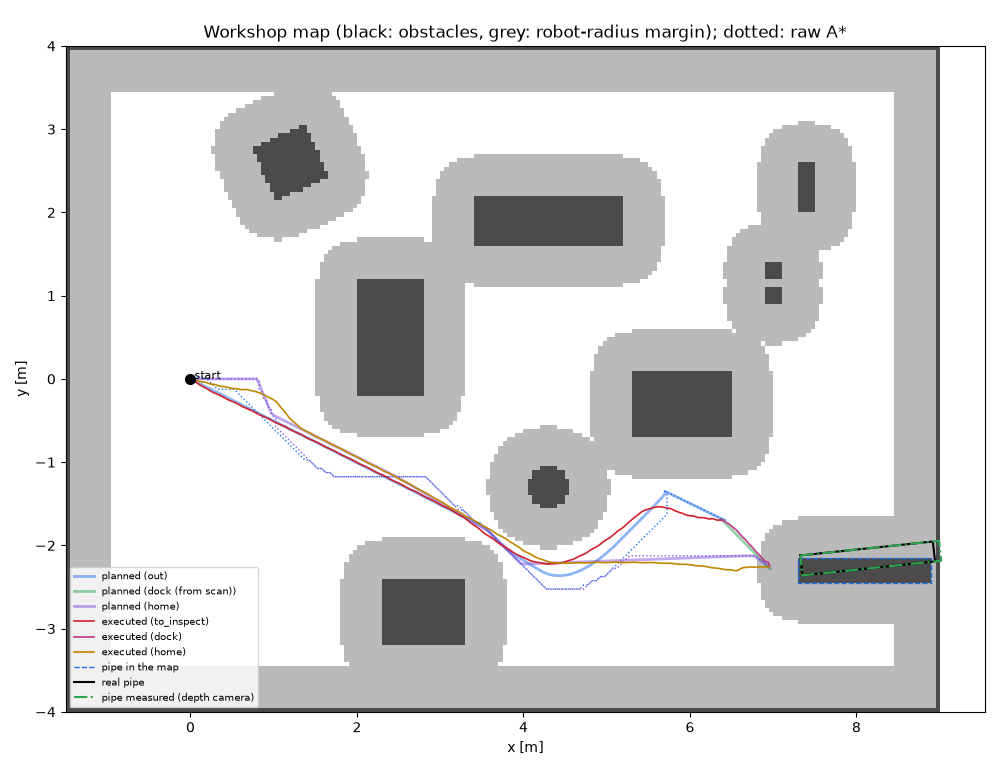 Workshop map (black: obstacles, grey: robot-radius margin); dotted: raw A*
4
3
2
1
0
−1
−2
−3
−4
y [m]
start
planned (out)
planned (dock (from scan))
planned (home)
executed (to_inspect)
executed (dock)
executed (home)
pipe in the map
real pipe
pipe measured (depth camera)
0 2 4 6 8
x [m]